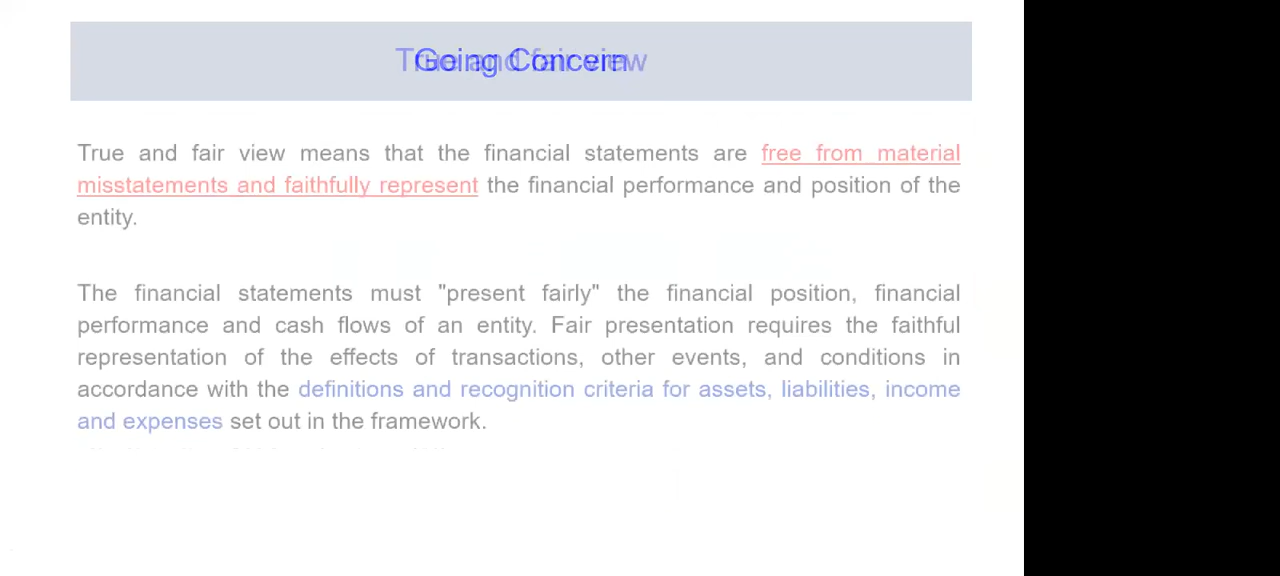 True and fair view
Going Concern
True and fair view means that the financial statements are free from material
misstatements and faithfully represent the financial performance and position of the
entity.
The financial statements must "present fairly" the financial position, financial
performance and cash flows of an entity. Fair presentation requires the faithful
representation of the effects of transactions, other events, and conditions in
accordance with the definitions and recognition criteria for assets, liabilities, income
and expenses set out in the framework.